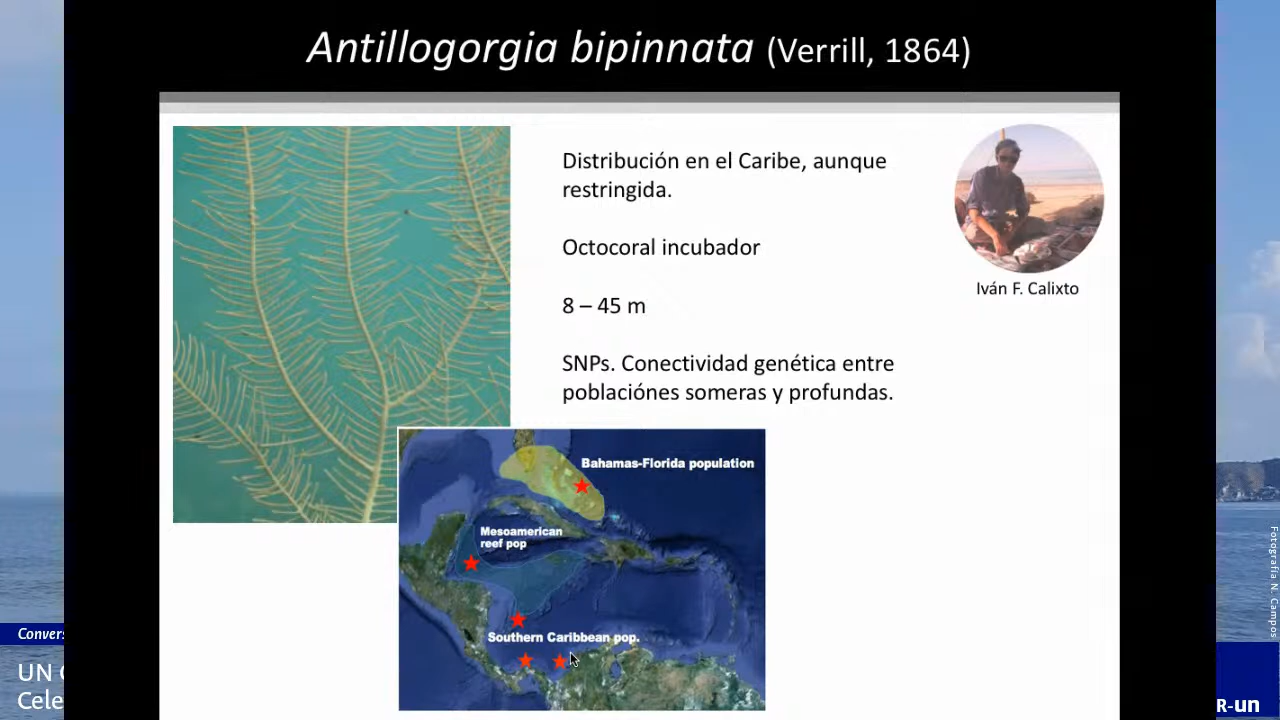 Antillogorgia bipinnata (Verrill, 1864)
Distribución en el Caribe, aunque
restringida.
Octocoral incubador
8 – 45 m
SNPs. Conectividad genética entre
poblaciónes someras y profundas.
Iván F. Calixto
Bahamas-Florida population
Mesoamerican
reef pop
Southern Caribbean pop.
Fotografía N. Campos
Convers
UN
Cele
R-un